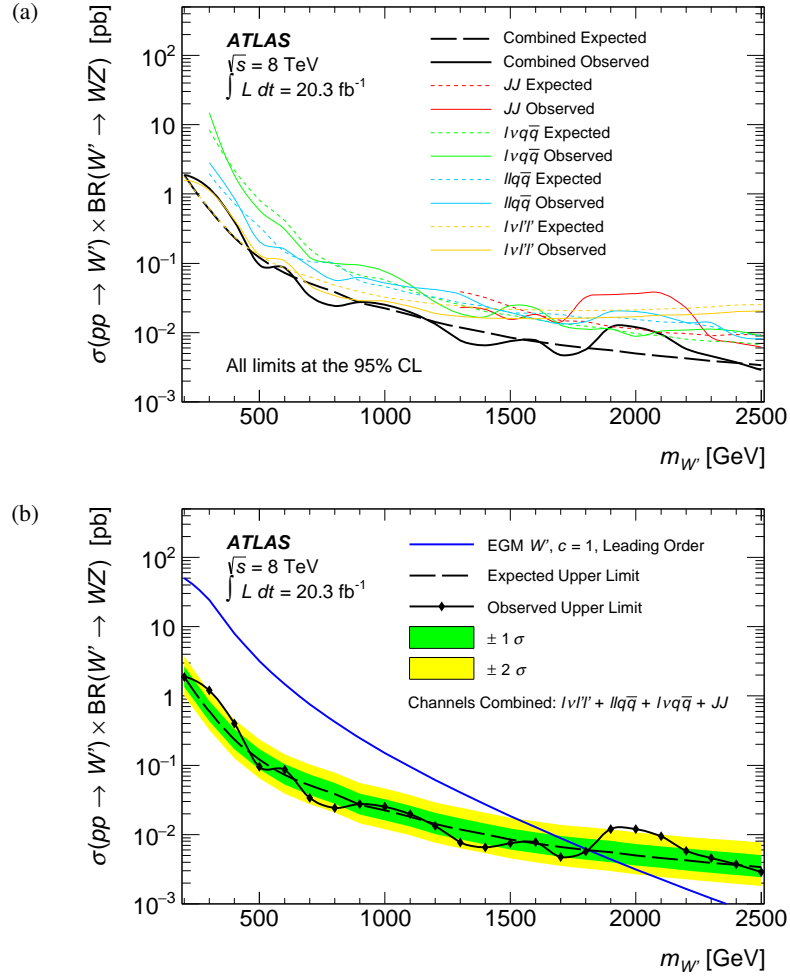 (a)
σ(pp → W') × BR(W' → WZ) [pb]
ATLAS
√s = 8 TeV
∫ L dt = 20.3 fb⁻¹
Combined Expected
Combined Observed
JJ Expected
JJ Observed
lνqq̅ Expected
lνqq̅ Observed
llqq̅ Expected
llqq̅ Observed
lνl'l' Expected
lνl'l' Observed
All limits at the 95% CL
10²
10
1
10⁻¹
10⁻²
10⁻³
500 1000 1500 2000 2500
m_W' [GeV]
(b)
σ(pp → W') × BR(W' → WZ) [pb]
ATLAS
√s = 8 TeV
∫ L dt = 20.3 fb⁻¹
EGM W', c = 1, Leading Order
Expected Upper Limit
Observed Upper Limit
± 1 σ
± 2 σ
Channels Combined: lνl'l' + llqq̅ + lνqq̅ + JJ
10²
10
1
10⁻¹
10⁻²
10⁻³
500 1000 1500 2000 2500
m_W' [GeV]